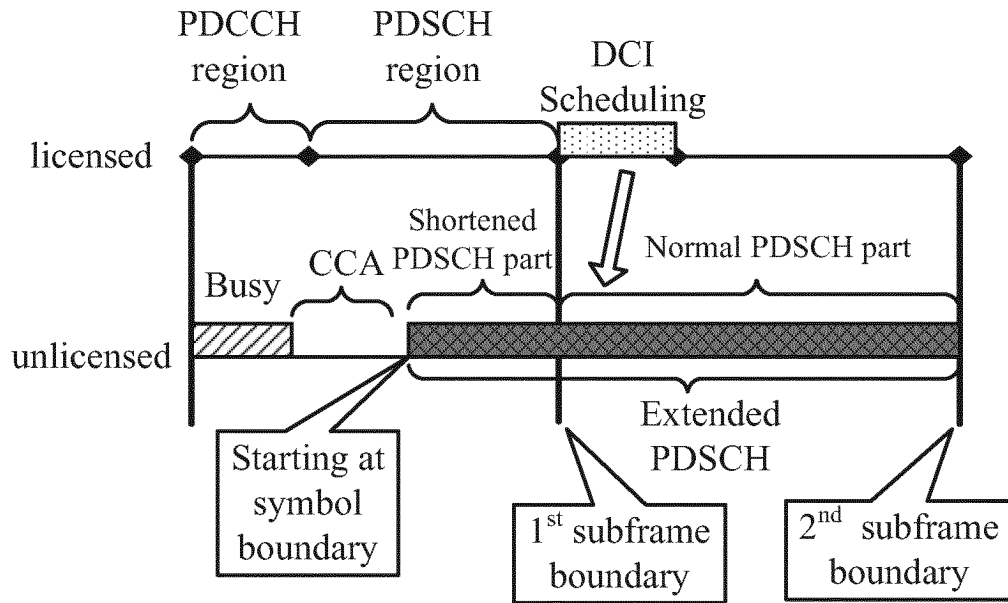 PDCCH
region
PDSCH
region
DCI
Scheduling
licensed
Shortened
PDSCH part
Normal PDSCH part
CCA
Busy
unlicensed
Extended
PDSCH
Starting at
symbol
boundary
1st subframe
boundary
2nd subframe
boundary